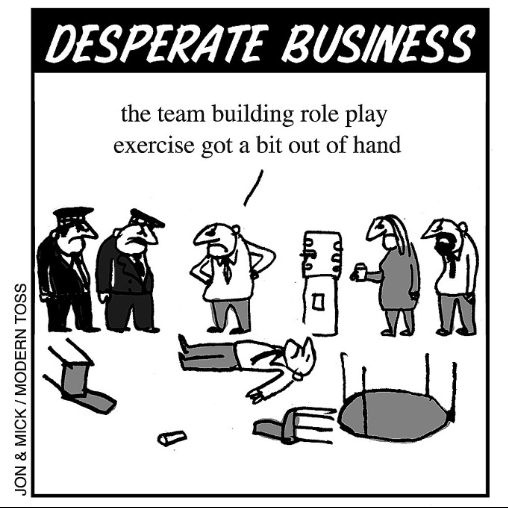 DESPERATE BUSINESS
the team building role play
exercise got a bit out of hand
JON & MICK / MODERN TOSS